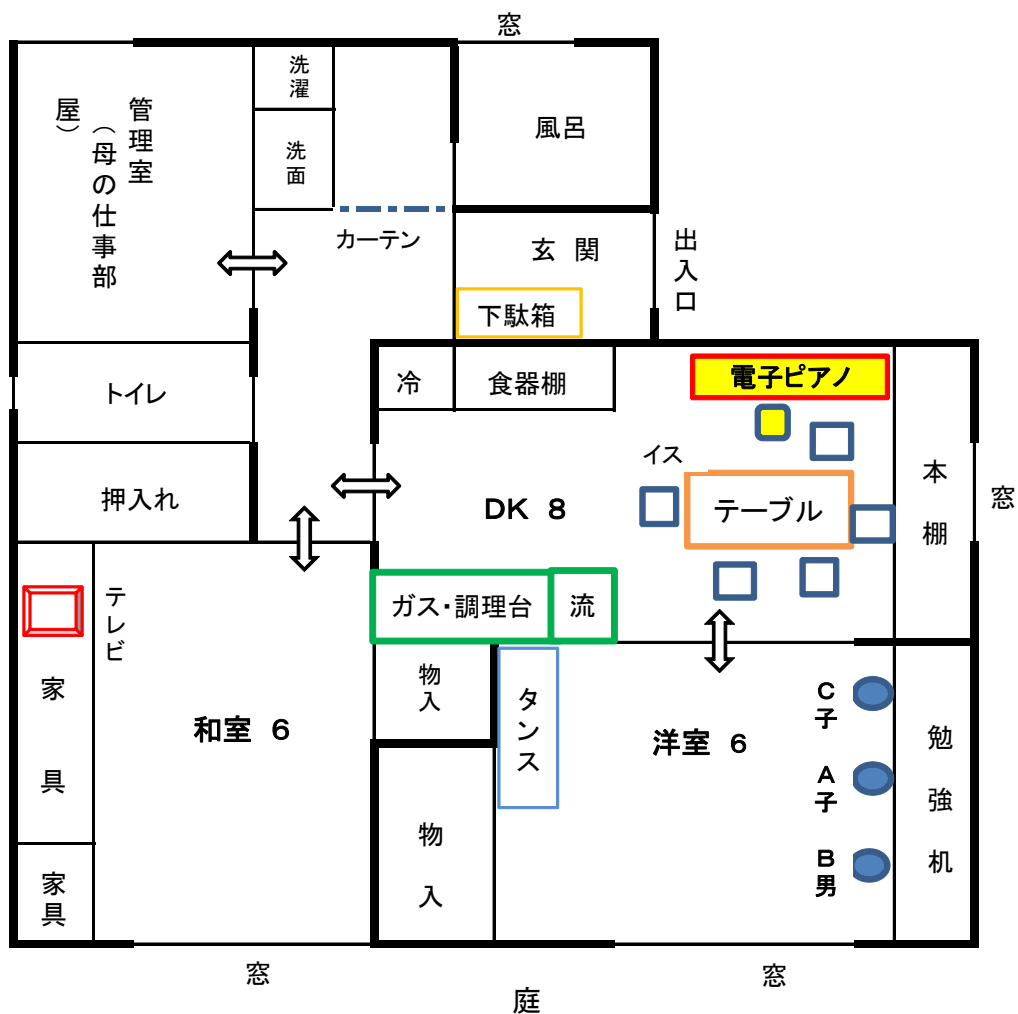 窓
洗濯
洗面
管理室
（母の仕事部
屋）
風呂
カーテン
玄 関
出入口
下駄箱
トイレ
冷
食器棚
電子ピアノ
イス
本棚
窓
押入れ
DK 8
テーブル
ガス・調理台
流
テレビ
家具
家具
和室 6
物入
タンス
洋室 6
C子
A子
B男
勉強机
物入
窓
窓
庭